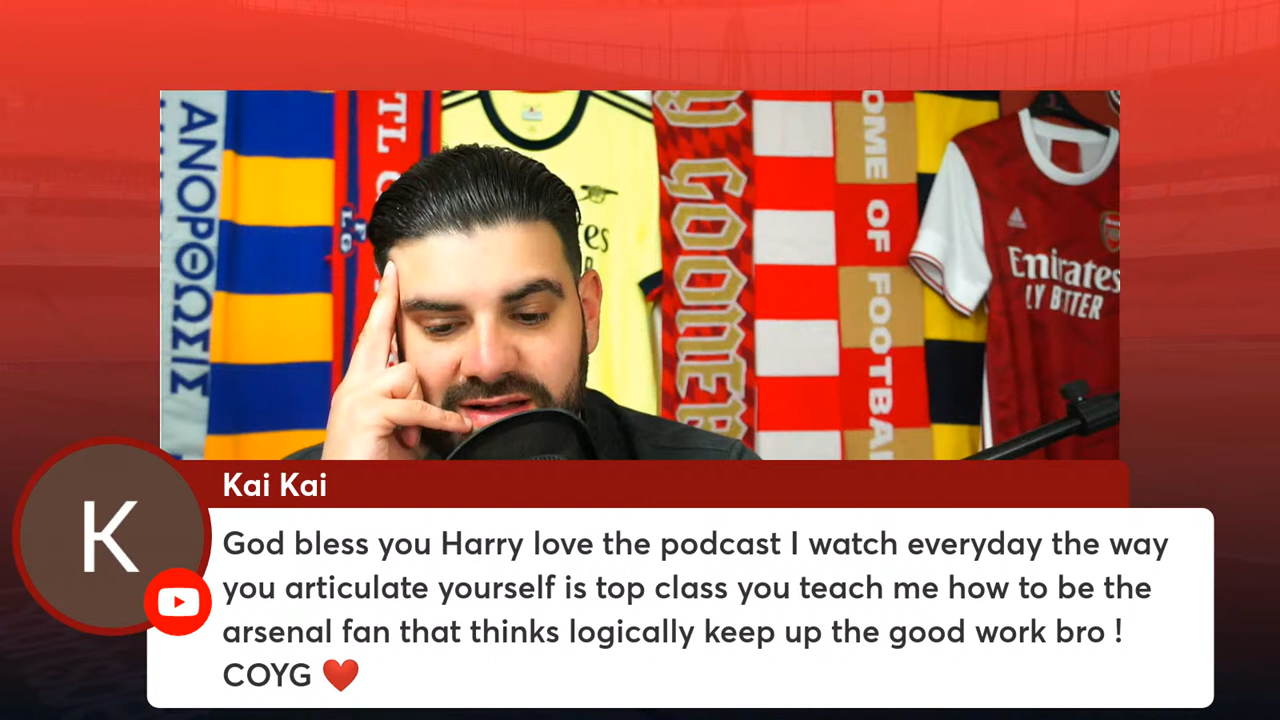 ΑΝΟΡΘΩΣΙΣ
GOONER
OME OF FOOTBA
Emirates
LY BETTER
Kai Kai
K
God bless you Harry love the podcast I watch everyday the way
you articulate yourself is top class you teach me how to be the
arsenal fan that thinks logically keep up the good work bro !
COYG ❤️